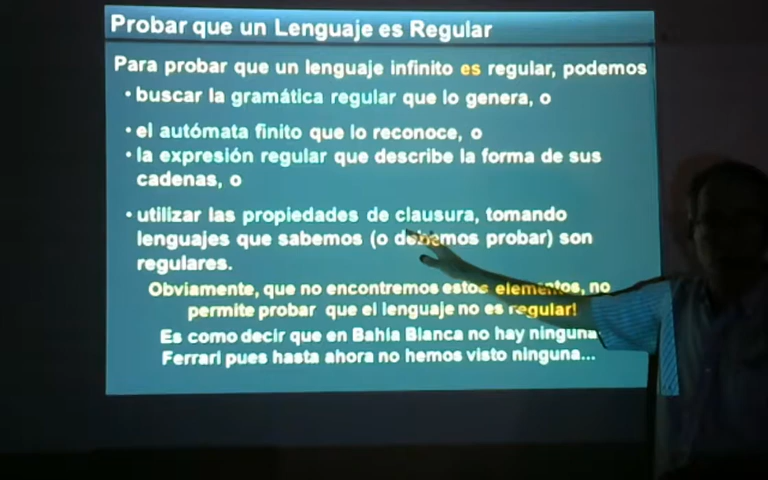 Probar que un Lenguaje es Regular
Para probar que un lenguaje infinito es regular, podemos
• buscar la gramática regular que lo genera, o
• el autómata finito que lo reconoce, o
• la expresión regular que describe la forma de sus
cadenas, o
• utilizar las propiedades de clausura, tomando
lenguajes que sabemos (o debemos probar) son
regulares.
Obviamente, que no encontremos estos elementos, no
permite probar que el lenguaje no es regular!
Es como decir que en Bahía Blanca no hay ninguna
Ferrari pues hasta ahora no hemos visto ninguna...